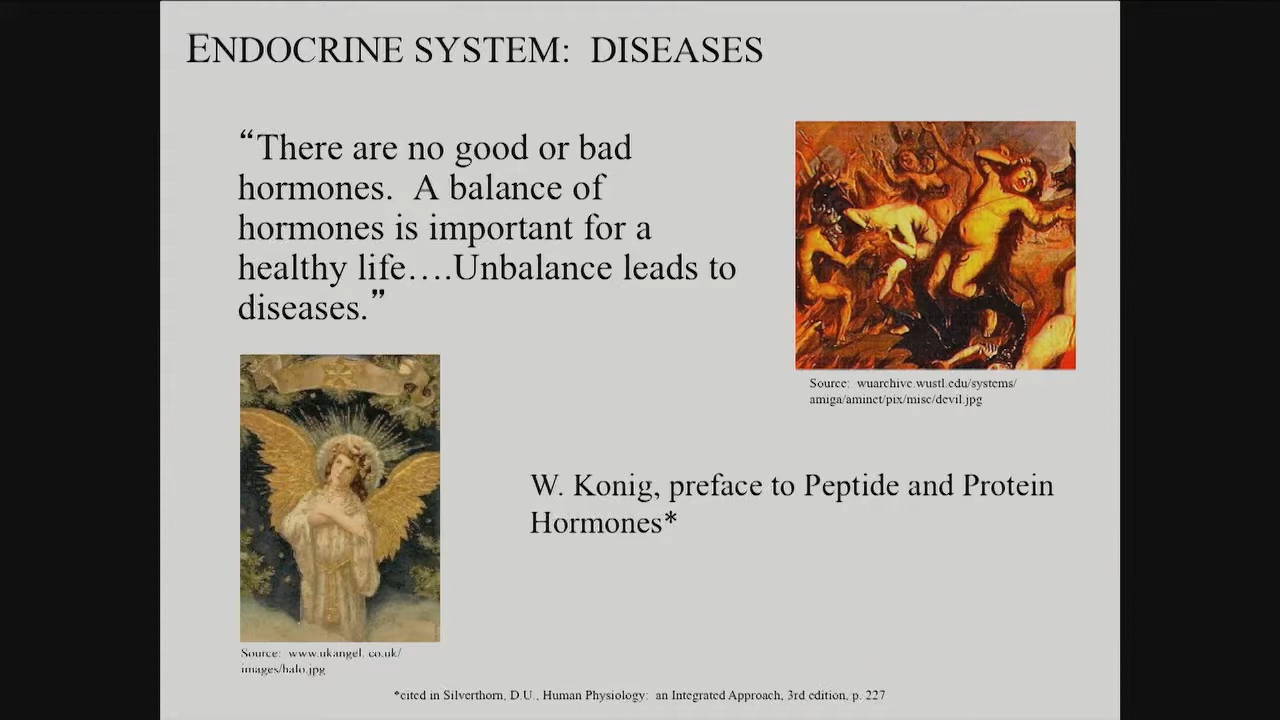 ENDOCRINE SYSTEM: DISEASES
“There are no good or bad
hormones. A balance of
hormones is important for a
healthy life….Unbalance leads to
diseases.”
Source: wuarchive.wustl.edu/systems/
amiga/aminet/pix/misc/devil.jpg
W. Konig, preface to Peptide and Protein
Hormones*
Source: www.ukangel. co.uk/
images/halo.jpg
*cited in Silverthorn, D.U., Human Physiology: an Integrated Approach, 3rd edition, p. 227